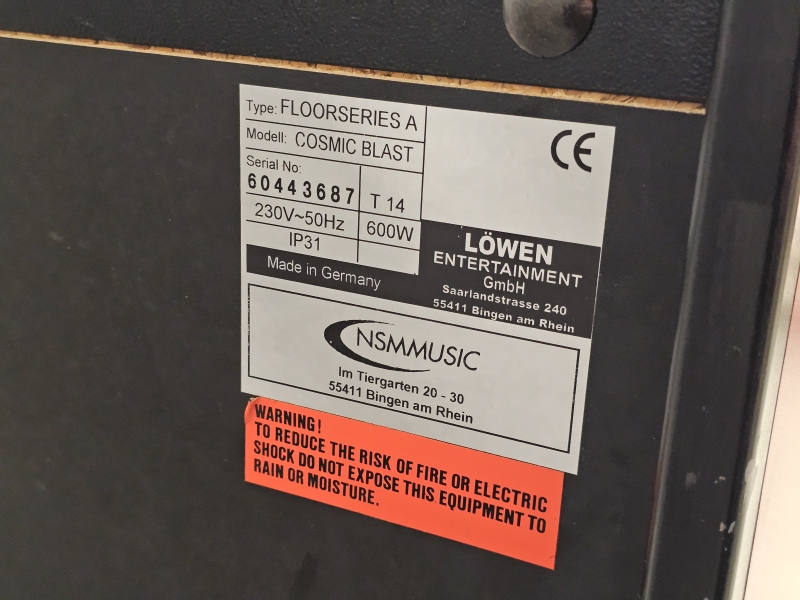 Type: FLOORSERIES A
Modell: COSMIC BLAST
Serial No:
60443687 T 14
230V~50Hz 600W
IP31
Made in Germany
CE
LÖWEN
ENTERTAINMENT
GmbH
Saarlandstrasse 240
55411 Bingen am Rhein
NSMMUSIC
Im Tiergarten 20 - 30
55411 Bingen am Rhein
WARNING!
TO REDUCE THE RISK OF FIRE OR ELECTRIC
SHOCK DO NOT EXPOSE THIS EQUIPMENT TO
RAIN OR MOISTURE.